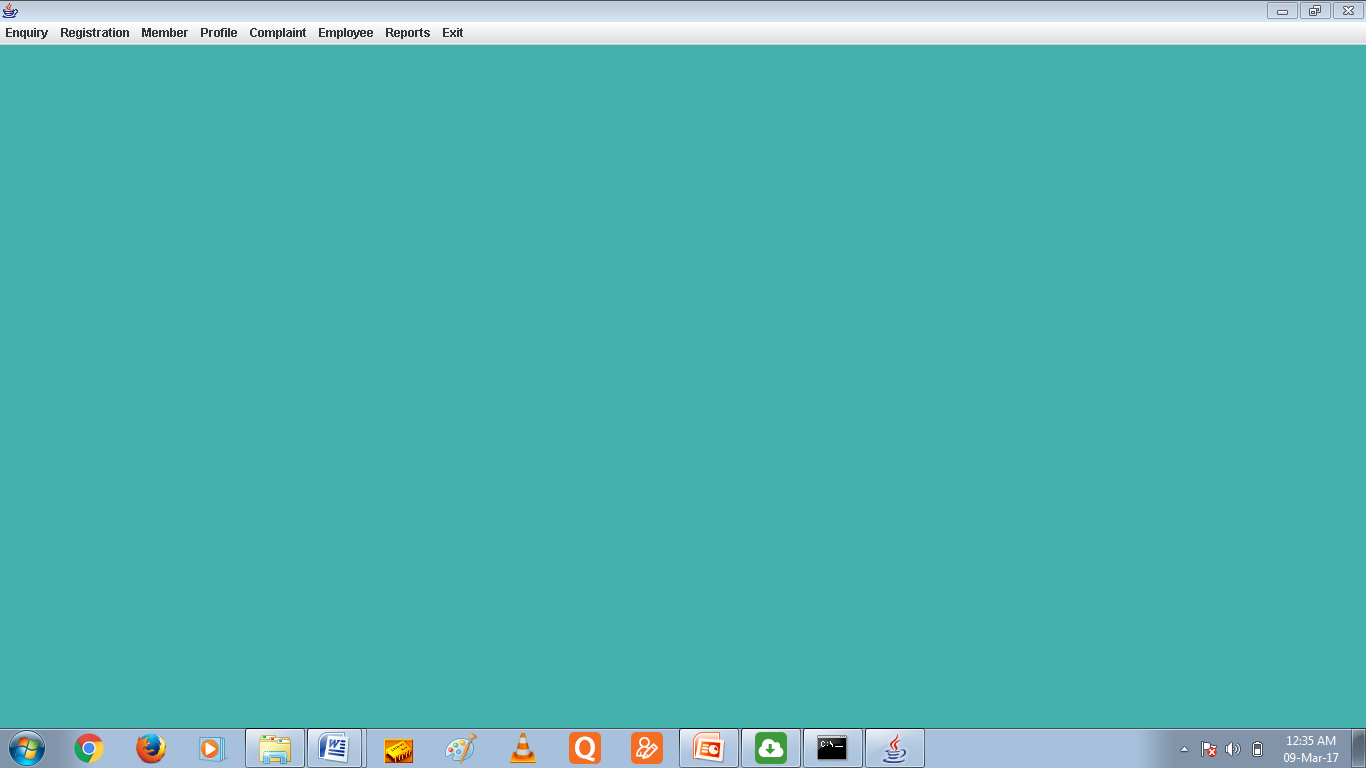 Enquiry Registration Member Profile Complaint Employee Reports Exit
W
Q
C:\_
12:35 AM
09-Mar-17